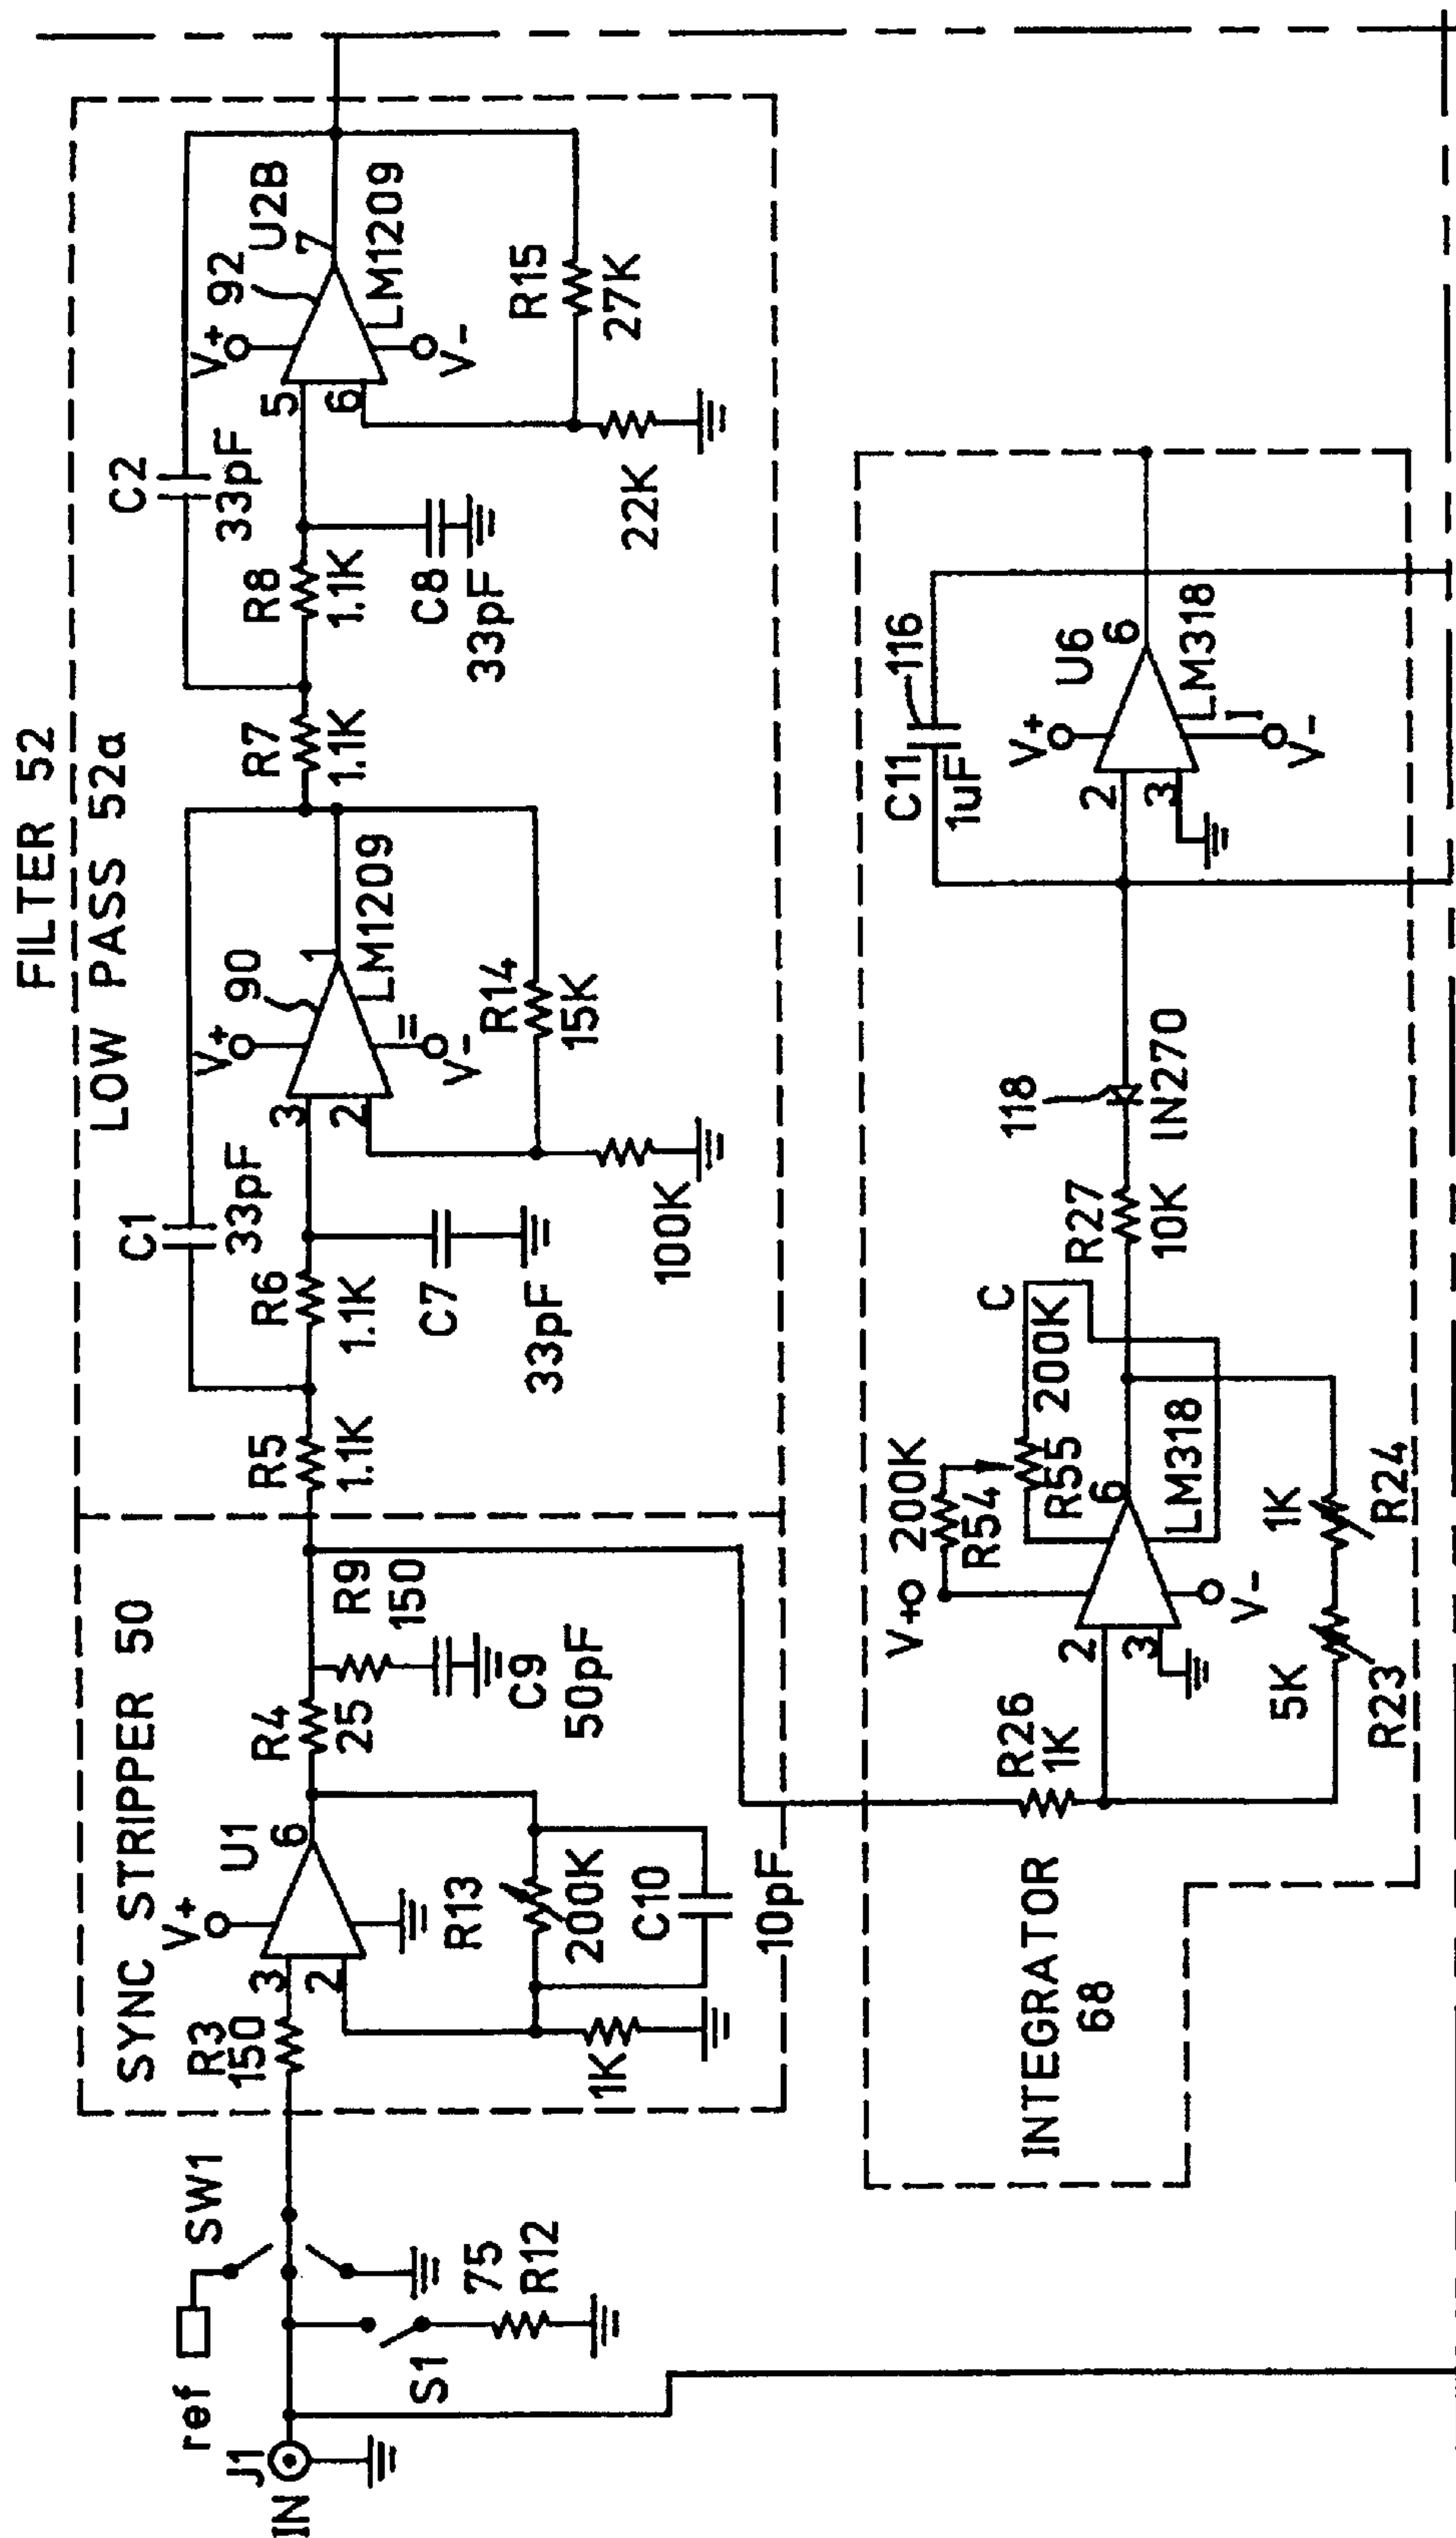 FILTER 52
LOW PASS 52a
SYNC STRIPPER 50
IN
J1
ref
SW1
S1
75
R12
R3
150
3
2
V+
U1
6
R13
200K
C10
10pF
1K
R4
25
R9
150
C9
50pF
R5
1.1K
R6
1.1K
C1
33pF
C7
33pF
3
2
V+
90
1
LM1209
V-
R14
15K
100K
R7
1.1K
R8
1.1K
C2
33pF
C8
33pF
5
6
V+
92
U2B
7
LM1209
V-
R15
27K
22K
INTEGRATOR
68
R26
1K
2
3
V+
200K
R54
R55
200K
C
6
LM318
V-
5K
R23
1K
R24
R27
10K
118
IN270
C11
1uF
116
2
3
V+
U6
6
LM318
V-